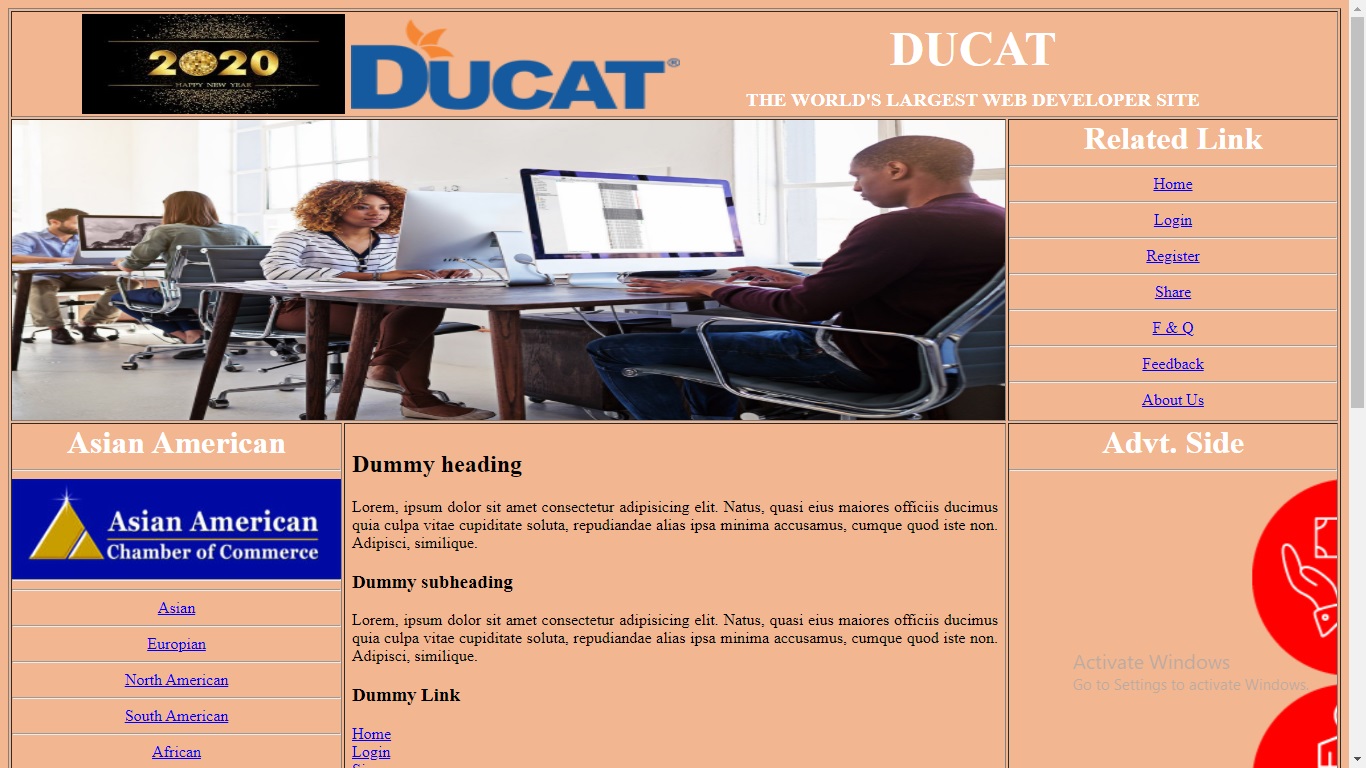 2020
HAPPY NEW YEAR
DUCAT®
DUCAT
THE WORLD'S LARGEST WEB DEVELOPER SITE
Related Link
Home
Login
Register
Share
F & Q
Feedback
About Us
Asian American
Asian American
Chamber of Commerce
Asian
Europian
North American
South American
African
Dummy heading
Lorem, ipsum dolor sit amet consectetur adipisicing elit. Natus, quasi eius maiores officiis ducimus
quia culpa vitae cupiditate soluta, repudiandae alias ipsa minima accusamus, cumque quod iste non.
Adipisci, similique.
Dummy subheading
Lorem, ipsum dolor sit amet consectetur adipisicing elit. Natus, quasi eius maiores officiis ducimus
quia culpa vitae cupiditate soluta, repudiandae alias ipsa minima accusamus, cumque quod iste non.
Adipisci, similique.
Dummy Link
Home
Login
Advt. Side
Activate Windows
Go to Settings to activate Windows.